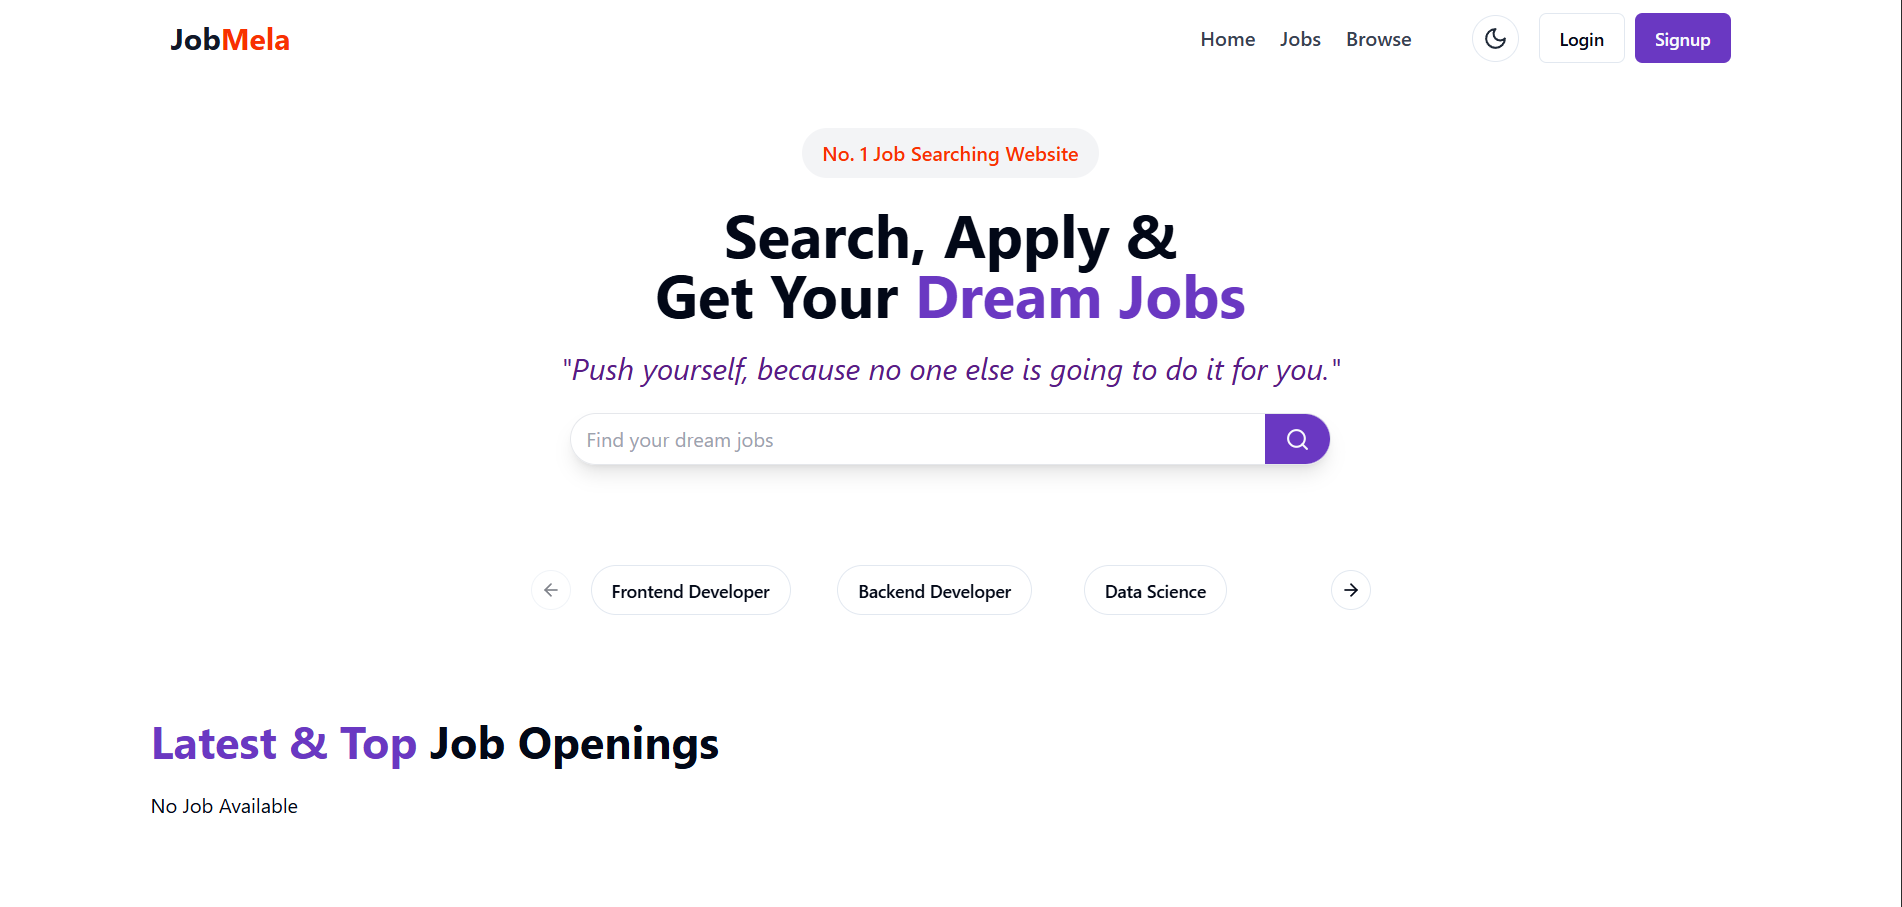 JobMela
Home Jobs Browse Login Signup
No. 1 Job Searching Website
Search, Apply &
Get Your Dream Jobs
"Push yourself, because no one else is going to do it for you."
Find your dream jobs
Frontend Developer Backend Developer Data Science
Latest & Top Job Openings
No Job Available